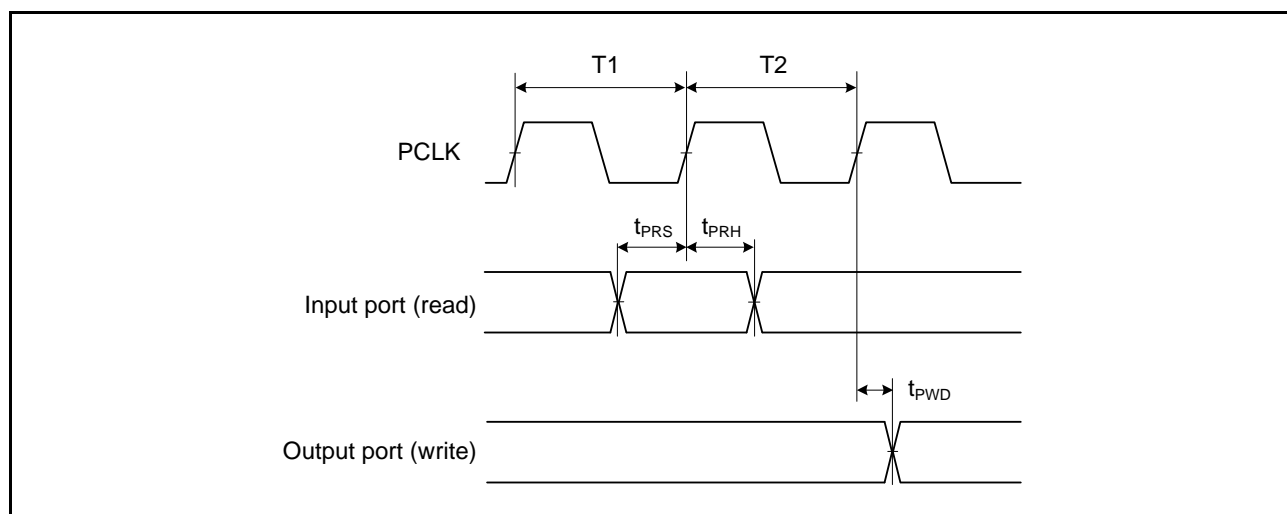 T1 T2
PCLK
tPRS tPRH
Input port (read)
tPWD
Output port (write)